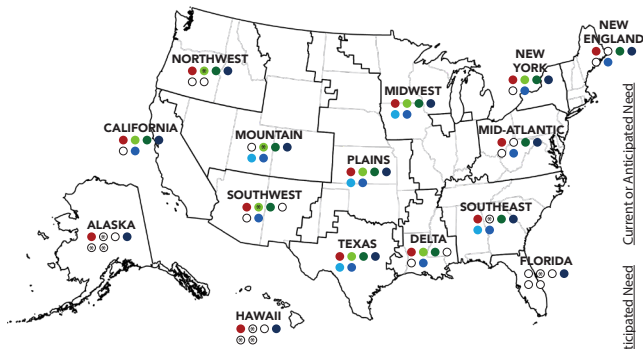 NEW
ENGLAND
NORTHWEST
NEW
YORK
MIDWEST
CALIFORNIA
MOUNTAIN
MID-ATLANTIC
PLAINS
SOUTHWEST
SOUTHEAST
ALASKA
TEXAS
DELTA
FLORIDA
HAWAII
Current or Anticipated Need
ticipated Need